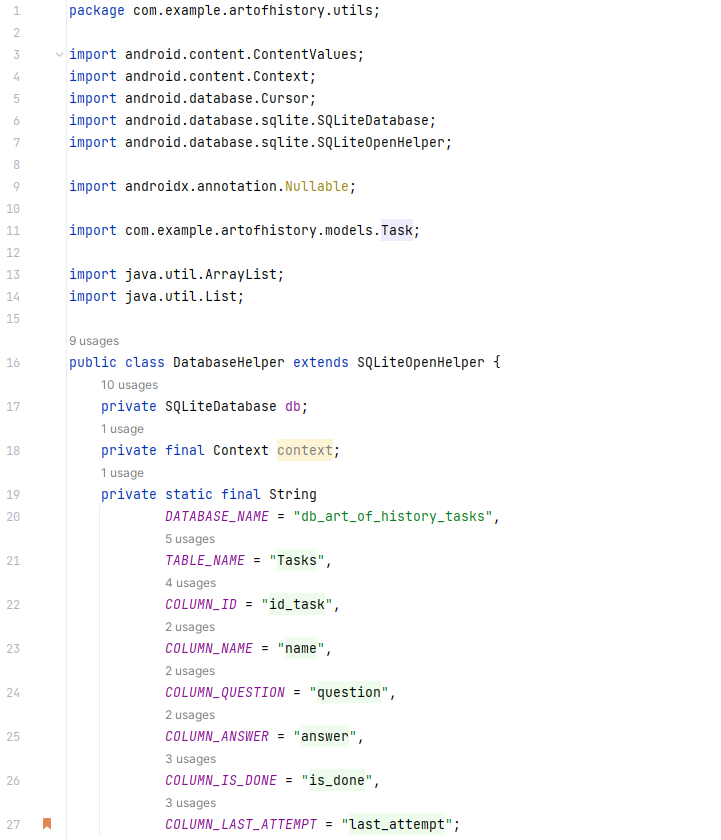 1 package com.example.artofhistory.utils;
2
3 import android.content.ContentValues;
4 import android.content.Context;
5 import android.database.Cursor;
6 import android.database.sqlite.SQLiteDatabase;
7 import android.database.sqlite.SQLiteOpenHelper;
8
9 import androidx.annotation.Nullable;
10
11 import com.example.artofhistory.models.Task;
12
13 import java.util.ArrayList;
14 import java.util.List;
15
9 usages
16 public class DatabaseHelper extends SQLiteOpenHelper {
10 usages
17 private SQLiteDatabase db;
1 usage
18 private final Context context;
1 usage
19 private static final String
20 DATABASE_NAME = "db_art_of_history_tasks",
5 usages
21 TABLE_NAME = "Tasks",
4 usages
22 COLUMN_ID = "id_task",
2 usages
23 COLUMN_NAME = "name",
2 usages
24 COLUMN_QUESTION = "question",
2 usages
25 COLUMN_ANSWER = "answer",
3 usages
26 COLUMN_IS_DONE = "is_done",
3 usages
27 COLUMN_LAST_ATTEMPT = "last_attempt";